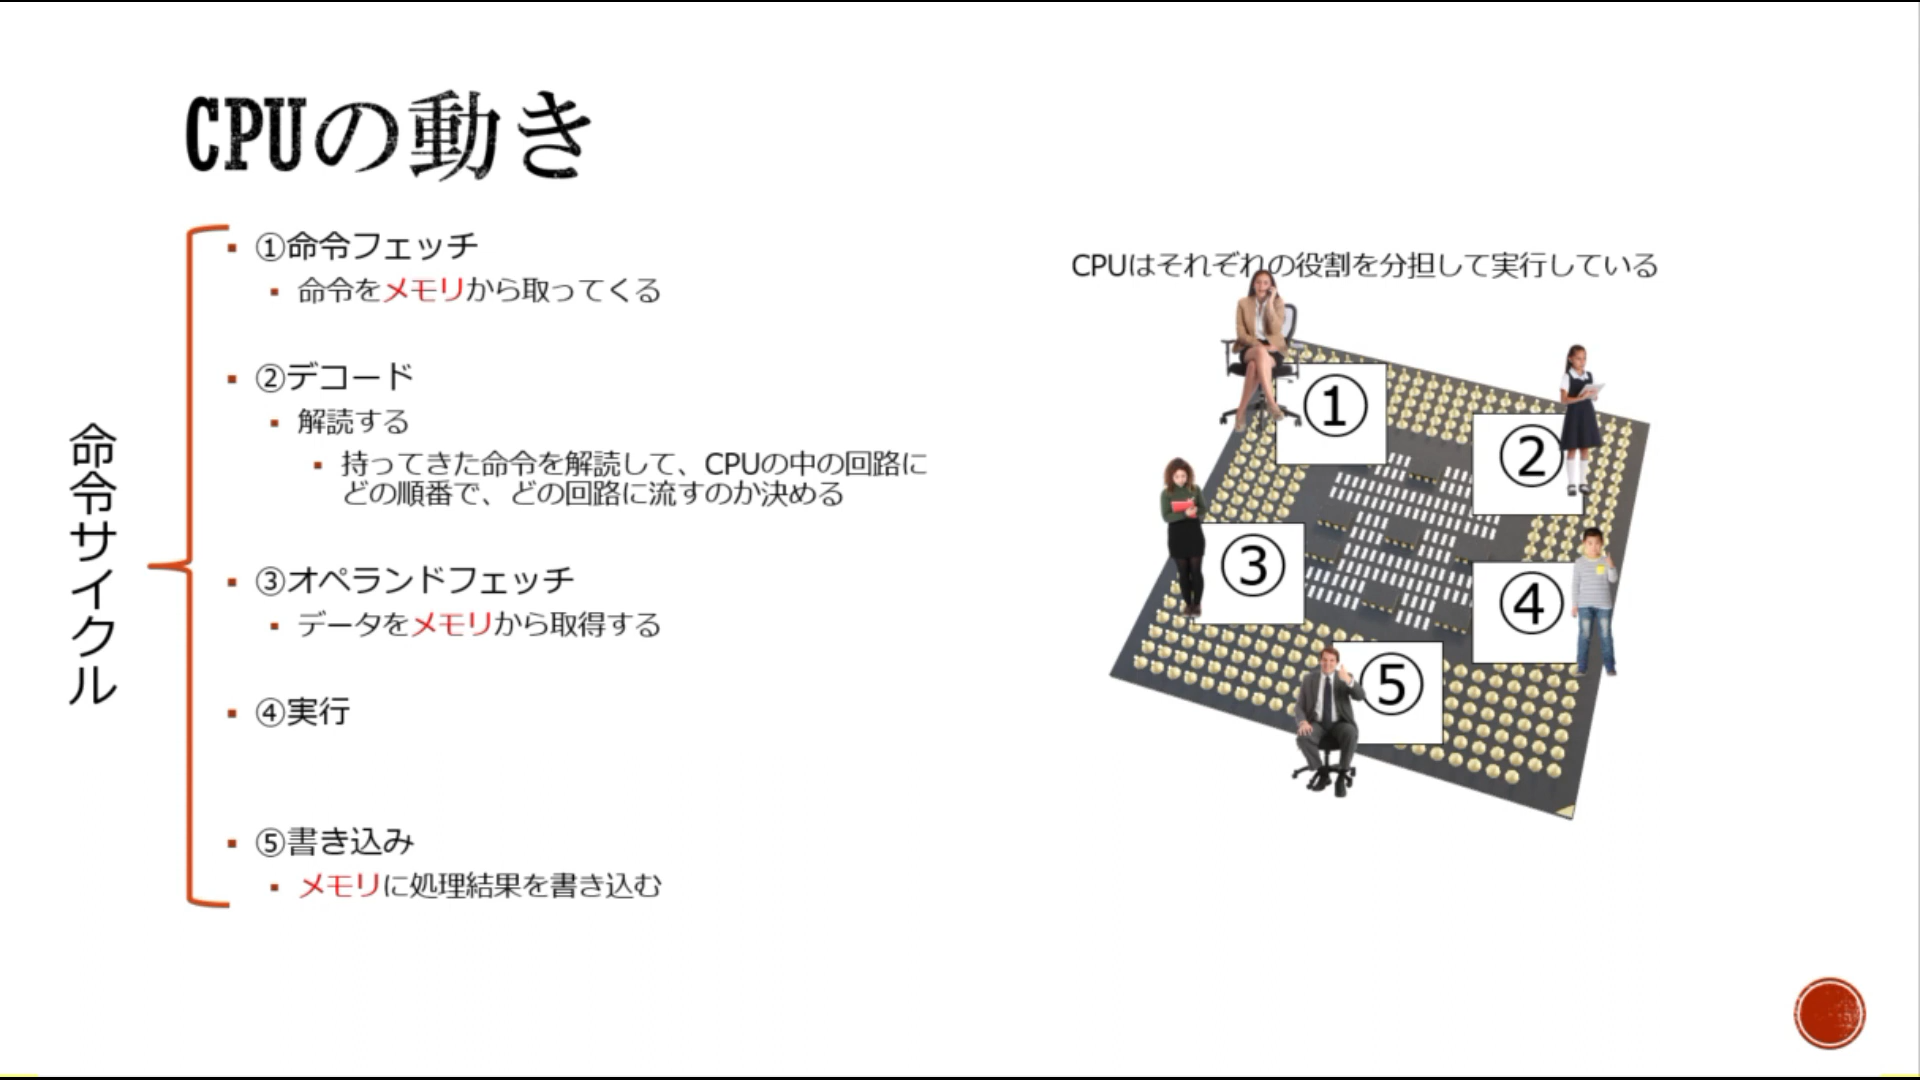 CPUの動き
命令サイクル
①命令フェッチ
命令をメモリから取ってくる
②デコード
解読する
持ってきた命令を解読して、CPUの中の回路に
どの順番で、どの回路に流すのか決める
③オペランドフェッチ
データをメモリから取得する
④実行
⑤書き込み
メモリに処理結果を書き込む
CPUはそれぞれの役割を分担して実行している
①
②
③
④
⑤